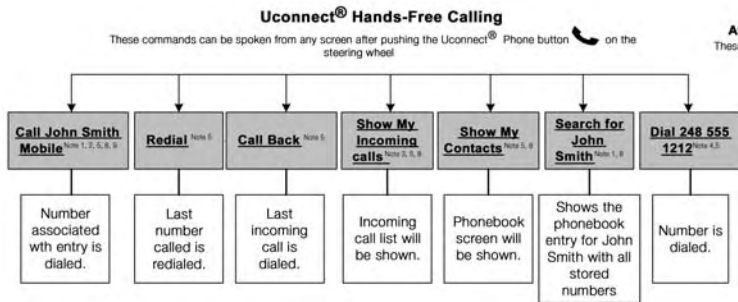 Uconnect® Hands-Free Calling
These commands can be spoken from any screen after pushing the Uconnect® Phone button on the
steering wheel
A
These
Call John Smith
Mobile Note 1, 2, 5, 8, 9
Redial Note 5
Call Back Note 5
Show My
Incoming
calls Note 3, 5, 8
Show My
Contacts Note 5, 8
Search for
John
Smith Note 1, 8
Dial 248 555
1212 Note 4,5
Number
associated
wth entry is
dialed.
Last
number
called is
redialed.
Last
incoming
call is
dialed.
Incoming
call list will
be shown.
Phonebook
screen will
be shown.
Shows the
phonebook
entry for John
Smith with all
stored
numbers
Number is
dialed.